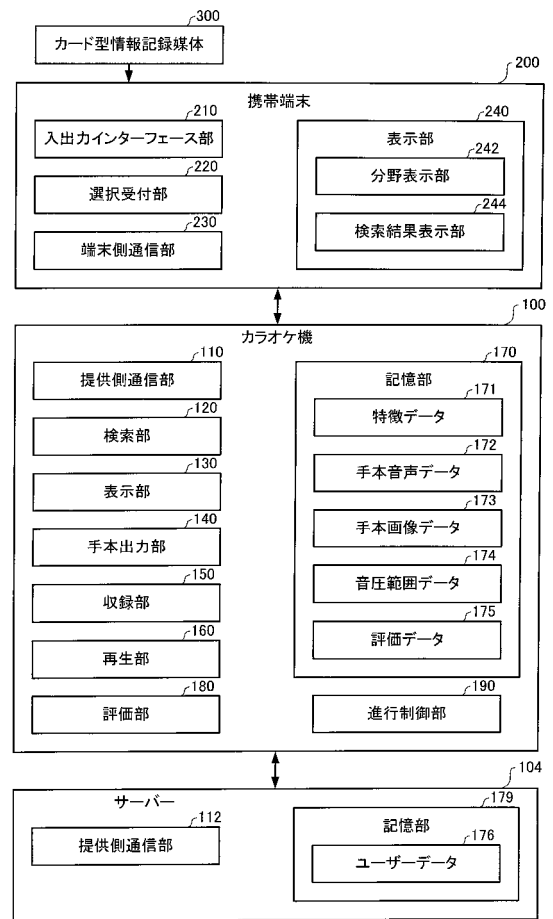 300
カード型情報記録媒体
200
携帯端末
210
入出力インターフェース部
220
選択受付部
230
端末側通信部
240
表示部
242
分野表示部
244
検索結果表示部
100
カラオケ機
110
提供側通信部
120
検索部
130
表示部
140
手本出力部
150
収録部
160
再生部
180
評価部
170
記憶部
171
特徴データ
172
手本音声データ
173
手本画像データ
174
音圧範囲データ
175
評価データ
190
進行制御部
104
サーバー
112
提供側通信部
179
記憶部
176
ユーザーデータ